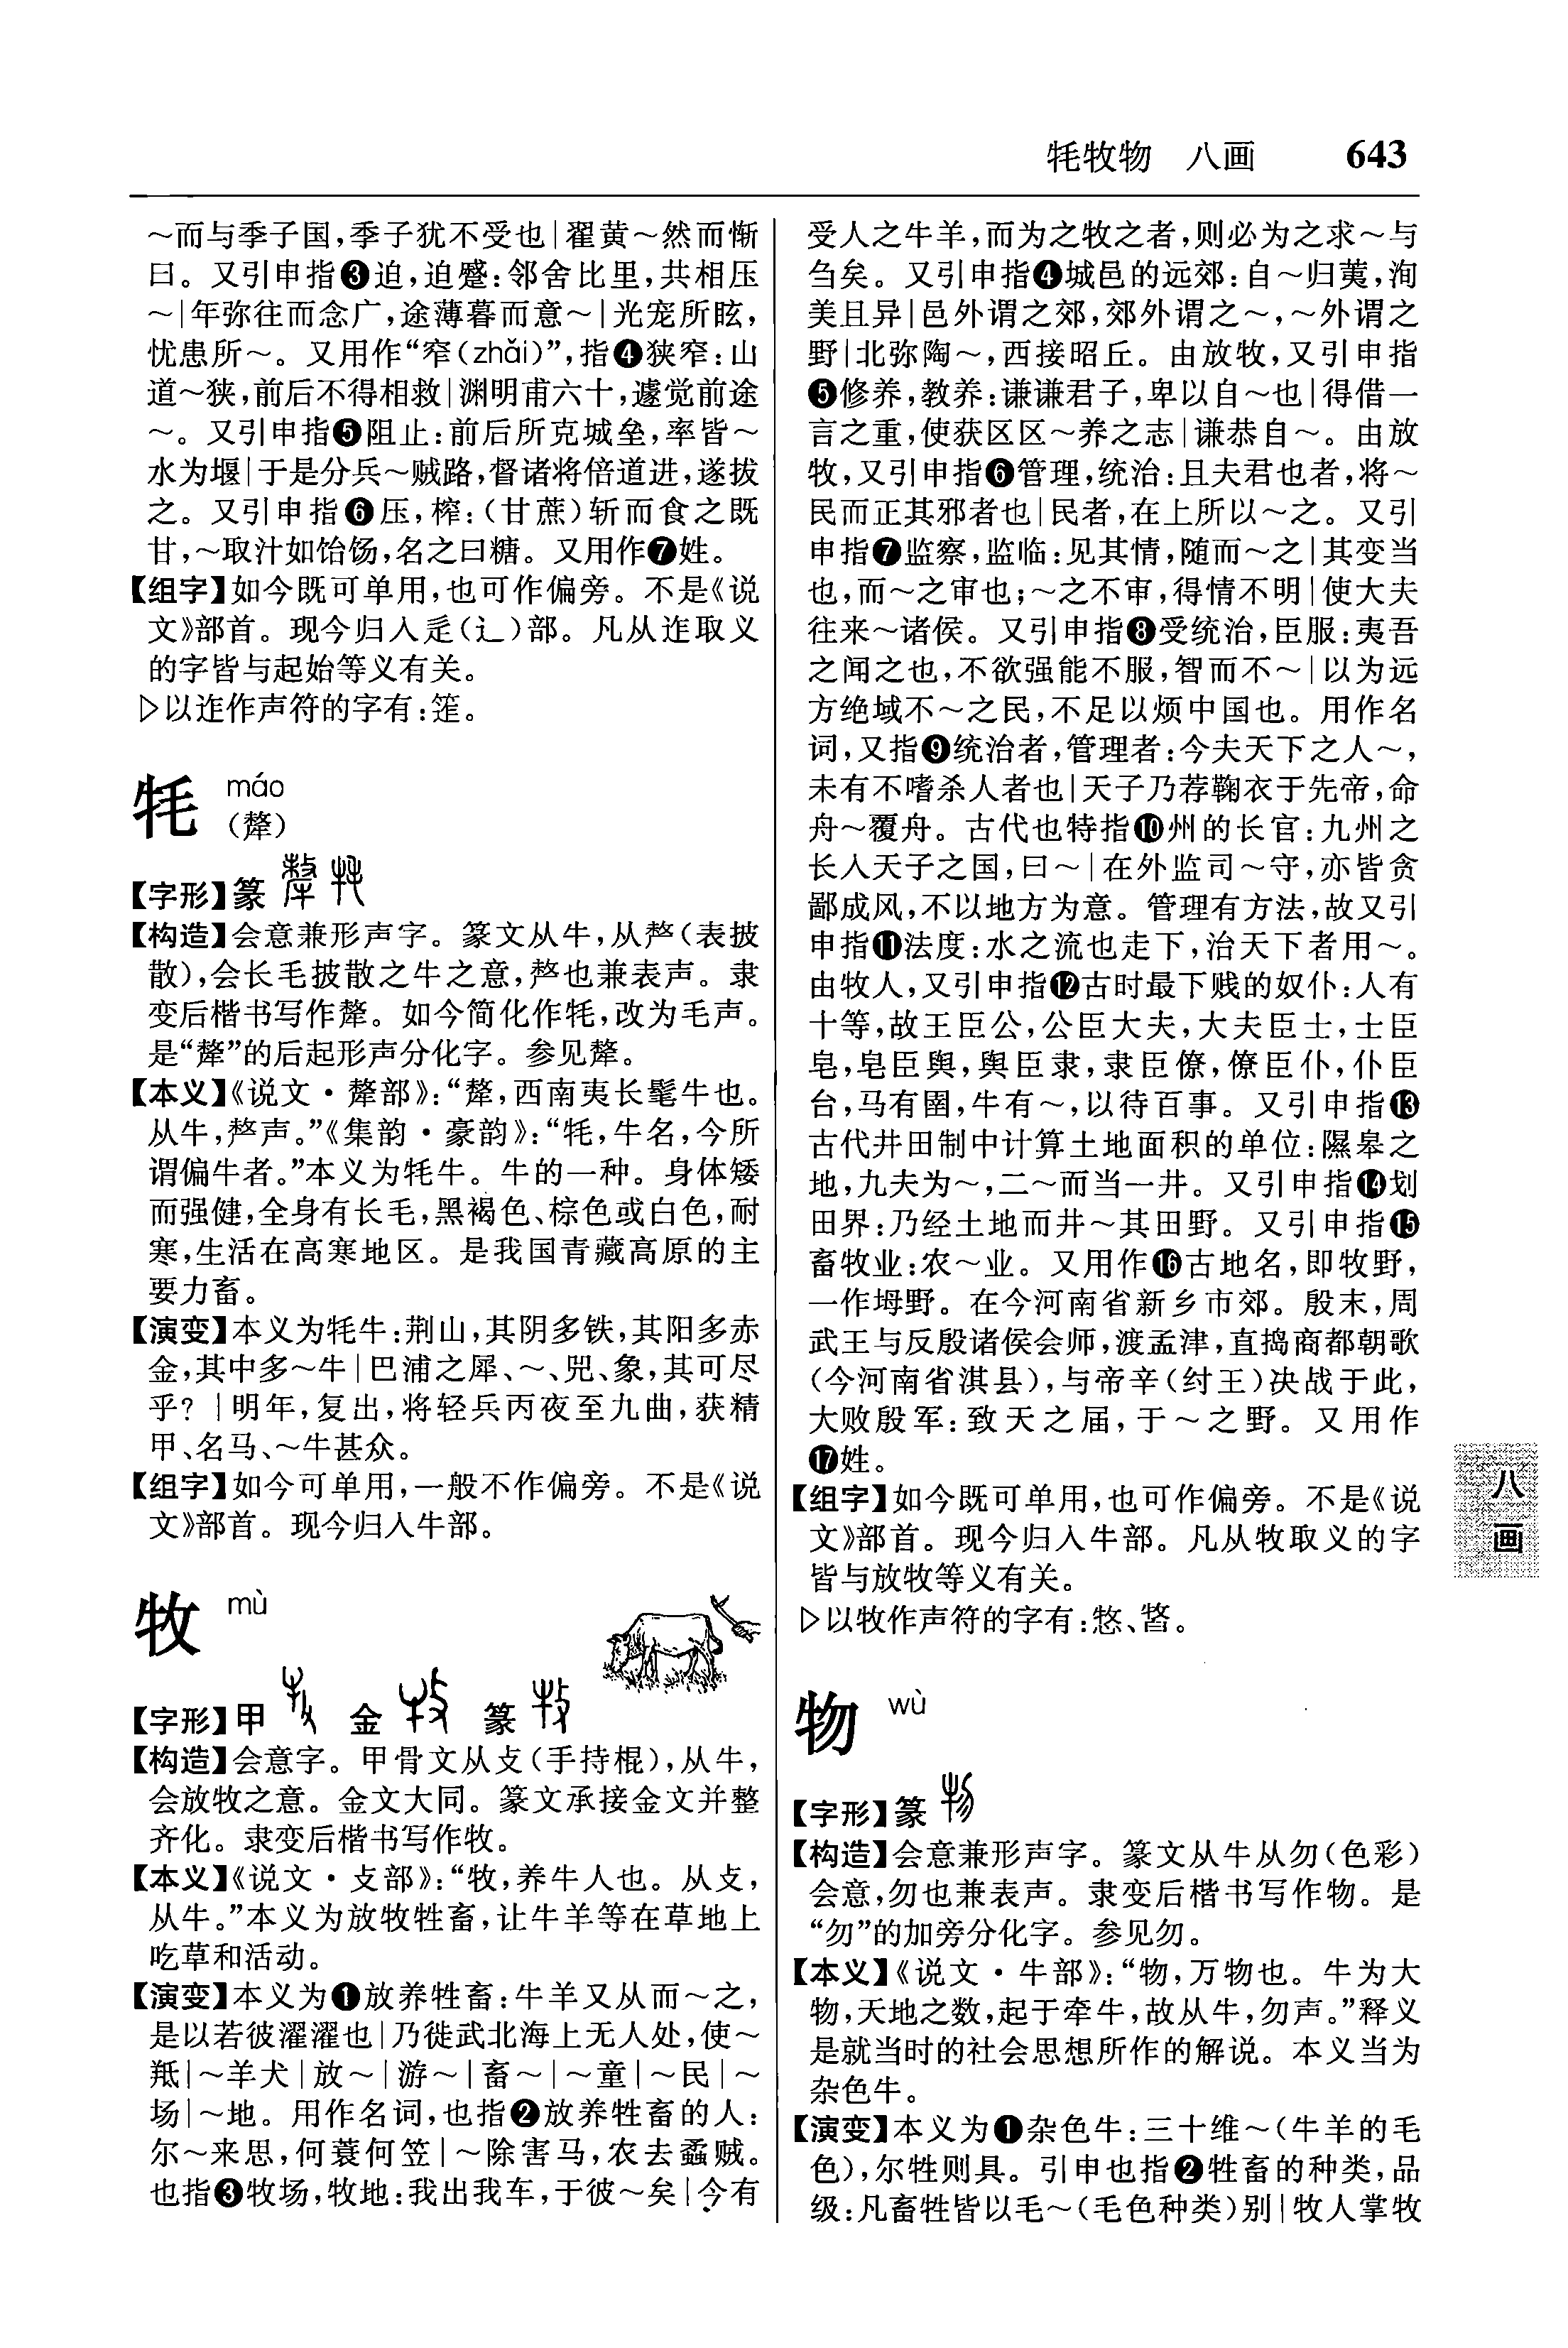 牦牧物　八画　643
～而与季子国,季子犹不受也|翟黄～然而惭
曰。又引申指❸迫,迫蹙:邻舍比里,共相压
～|年弥往而念广,途薄暮而意～|光宠所眩,
忧患所～。又用作“窄(zhǎi)”,指❹狭窄:山
道～狭,前后不得相救|渊明甫六十,遽觉前途
～。又引申指❺阻止:前后所克城垒,率皆～
水为堰|于是分兵～贼路,督诸将倍道进,遂拔
之。又引申指❻压,榨:(甘蔗)斩而食之既
甘,～取汁如饴饧,名之曰糖。又用作❼姓。
【组字】如今既可单用,也可作偏旁。不是《说
文》部首。现今归入辵(辶)部。凡从迮取义
的字皆与起始等义有关。
▷以迮作声符的字有:筰。
牦 máo
(犛)
【字形】篆
【构造】会意兼形声字。篆文从牛,从𠩺(表披
散),会长毛披散之牛之意,𠩺也兼表声。隶
变后楷书写作犛。如今简化作牦,改为毛声。
是“犛”的后起形声分化字。参见犛。
【本义】《说文·犛部》:“犛,西南夷长髦牛也。
从牛,𠩺声。”《集韵·豪韵》:“牦,牛名,今所
谓偏牛者。”本义为牦牛。牛的一种。身体矮
而强健,全身有长毛,黑褐色、棕色或白色,耐
寒,生活在高寒地区。是我国青藏高原的主
要力畜。
【演变】本义为牦牛:荆山,其阴多铁,其阳多赤
金,其中多～牛|巴浦之犀、～、兕、象,其可尽
乎?|明年,复出,将轻兵丙夜至九曲,获精
甲、名马、～牛甚众。
【组字】如今可单用,一般不作偏旁。不是《说
文》部首。现今归入牛部。
牧 mù
【字形】甲 金 篆
【构造】会意字。甲骨文从攴(手持棍),从牛,
会放牧之意。金文大同。篆文承接金文并整
齐化。隶变后楷书写作牧。
【本义】《说文·攴部》:“牧,养牛人也。从攴,
从牛。”本义为放牧牲畜,让牛羊等在草地上
吃草和活动。
【演变】本义为❶放养牲畜:牛羊又从而～之,
是以若彼濯濯也|乃徙武北海上无人处,使～
羝|～羊犬|放～|游～|畜～|～童|～民|～
场|～地。用作名词,也指❷放养牲畜的人:
尔～来思,何蓑何笠|～除害马,农去蟊贼。
也指❸牧场,牧地:我出我车,于彼～矣|今有
受人之牛羊,而为之牧之者,则必为之求～与
刍矣。又引申指❹城邑的远郊:自～归荑,洵
美且异|邑外谓之郊,郊外谓之～,～外谓之
野|北弥陶～,西接昭丘。由放牧,又引申指
❺修养,教养:谦谦君子,卑以自～也|得借一
言之重,使获区区～养之志|谦恭自～。由放
牧,又引申指❻管理,统治:且夫君也者,将～
民而正其邪者也|民者,在上所以～之。又引
申指❼监察,监临:见其情,随而～之|其变当
也,而～之审也;～之不审,得情不明|使大夫
往来～诸侯。又引申指❽受统治,臣服:夷吾
之闻之也,不欲强能不服,智而不～|以为远
方绝域不～之民,不足以烦中国也。用作名
词,又指❾统治者,管理者:今夫天下之人～,
未有不嗜杀人者也|天子乃荐鞠衣于先帝,命
舟～覆舟。古代也特指❿州的长官:九州之
长入天子之国,曰～|在外监司～守,亦皆贪
鄙成风,不以地方为意。管理有方法,故又引
申指⓫法度:水之流也走下,治天下者用～。
由牧人,又引申指⓬古时最下贱的奴仆:人有
十等,故王臣公,公臣大夫,大夫臣士,士臣
皂,皂臣舆,舆臣隶,隶臣僚,僚臣仆,仆臣
台,马有圉,牛有～,以待百事。又引申指⓭
古代井田制中计算土地面积的单位:隰皋之
地,九夫为～,二～而当一井。又引申指⓮划
田界:乃经土地而井～其田野。又引申指⓯
畜牧业:农～业。又用作⓰古地名,即牧野,
一作坶野。在今河南省新乡市郊。殷末,周
武王与反殷诸侯会师,渡孟津,直捣商都朝歌
(今河南省淇县),与帝辛(纣王)决战于此,
大败殷军:致天之届,于～之野。又用作
⓱姓。
【组字】如今既可单用,也可作偏旁。不是《说
文》部首。现今归入牛部。凡从牧取义的字
皆与放牧等义有关。
▷以牧作声符的字有:
物 wù
【字形】篆
【构造】会意兼形声字。篆文从牛从勿(色彩)
会意,勿也兼表声。隶变后楷书写作物。是
“勿”的加旁分化字。参见勿。
【本义】《说文·牛部》:“物,万物也。牛为大
物,天地之数,起于牵牛,故从牛,勿声。”释义
是就当时的社会思想所作的解说。本义当为
杂色牛。
【演变】本义为❶杂色牛:三十维～(牛羊的毛
色),尔牲则具。引申也指❷牲畜的种类,品
级:凡畜牲皆以毛～(毛色种类)别|牧人掌牧
八画